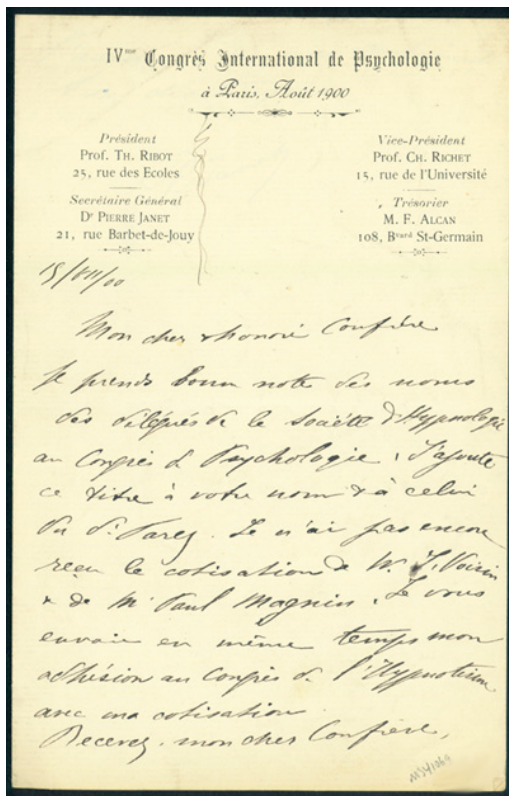 IVme Congrès International de Psychologie
à Paris, Août 1900
Président
Prof. TH. RIBOT
25, rue des Ecoles
Secrétaire Général
Dr PIERRE JANET
21, rue Barbet-de-Jouy
Vice-Président
Prof. CH. RICHET
15, rue de l'Université
Trésorier
M. F. ALCAN
108, Bvard St-Germain
15/VII/00
Mon cher & honoré Confrère
Je prends bonne note des noms
des délégués de la Société d'Hypnologie
au Congrès de Psychologie. J'ajoute
ce titre à votre nom & à celui
du Dr Farez. Je n'ai pas encore
reçu la cotisation de J. Voisin
& de Mr Paul Magnin. Je vous
envoie en même temps mon
adhésion au Congrès de l'Hypnotisme
avec ma cotisation.
Recevez, mon cher Confrère,